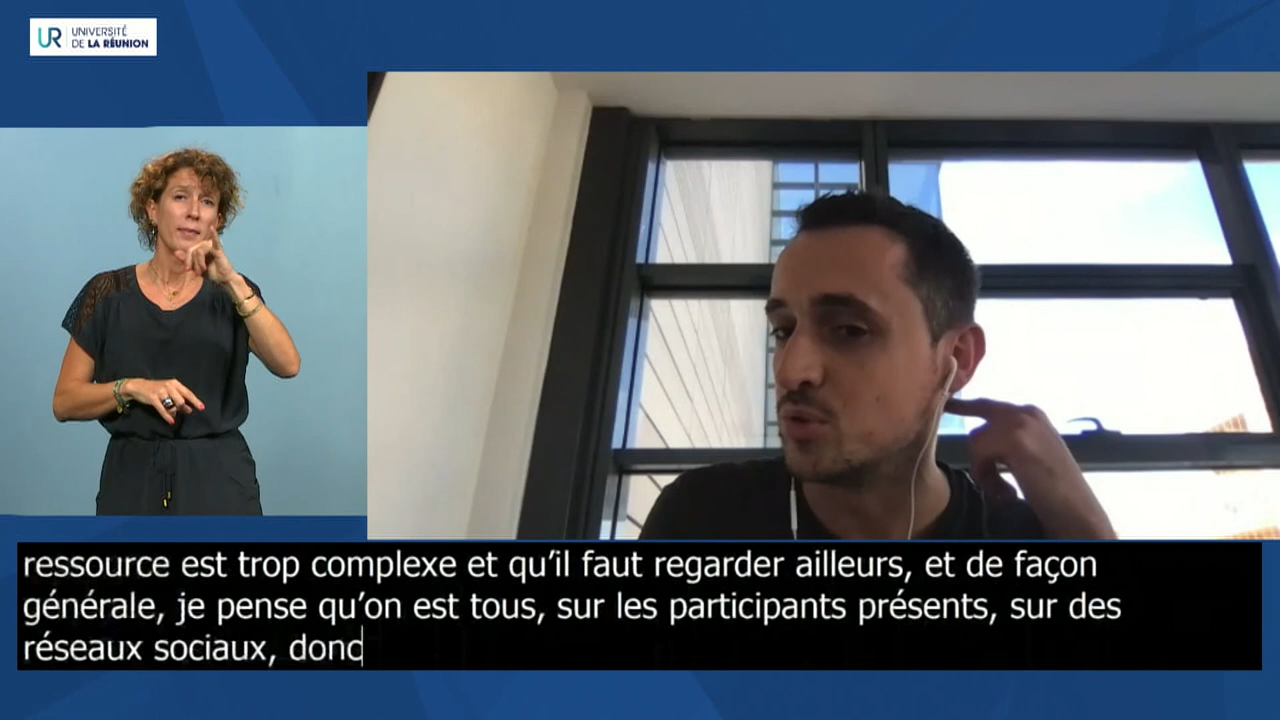 UR UNIVERSITÉ
DE LA RÉUNION
ressource est trop complexe et qu’il faut regarder ailleurs, et de façon
générale, je pense qu’on est tous, sur les participants présents, sur des
réseaux sociaux, donc